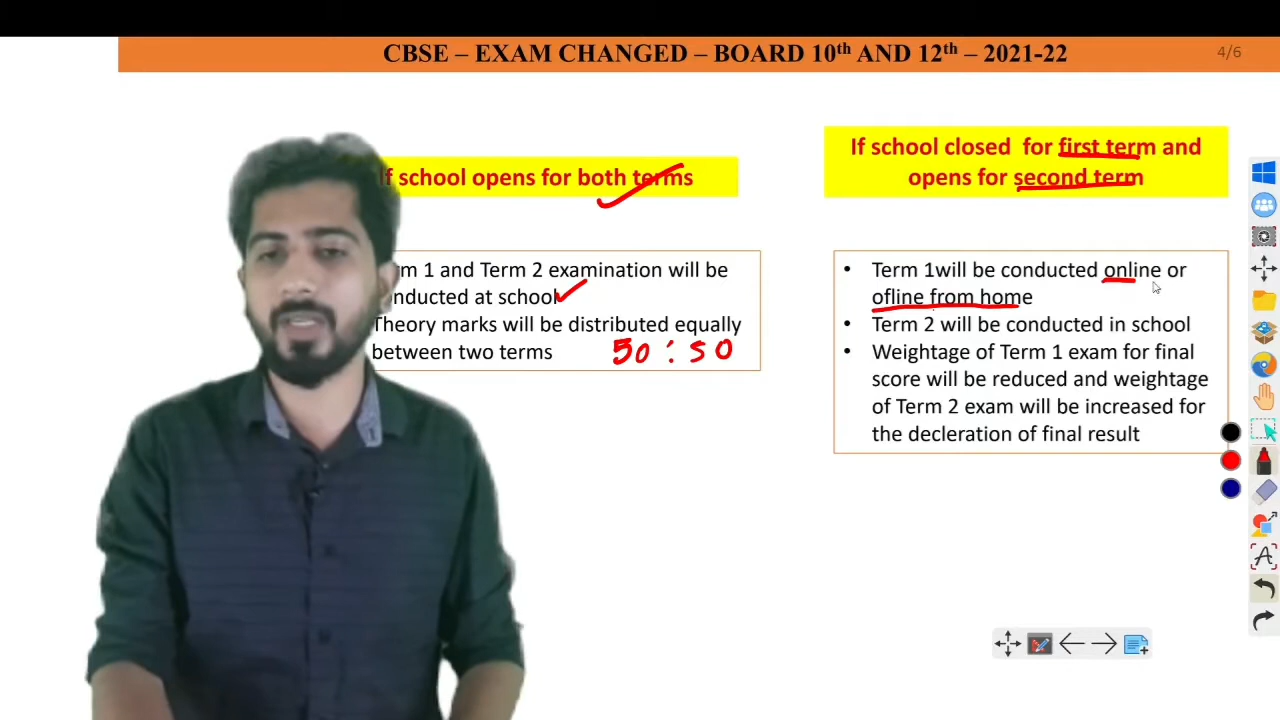 CBSE – EXAM CHANGED – BOARD 10th AND 12th – 2021-22
4/6
If school opens for both terms
m 1 and Term 2 examination will be
nducted at school
Theory marks will be distributed equally
between two terms
50 : 50
If school closed for first term and
opens for second term
• Term 1will be conducted online or
ofline from home
• Term 2 will be conducted in school
• Weightage of Term 1 exam for final
score will be reduced and weightage
of Term 2 exam will be increased for
the decleration of final result